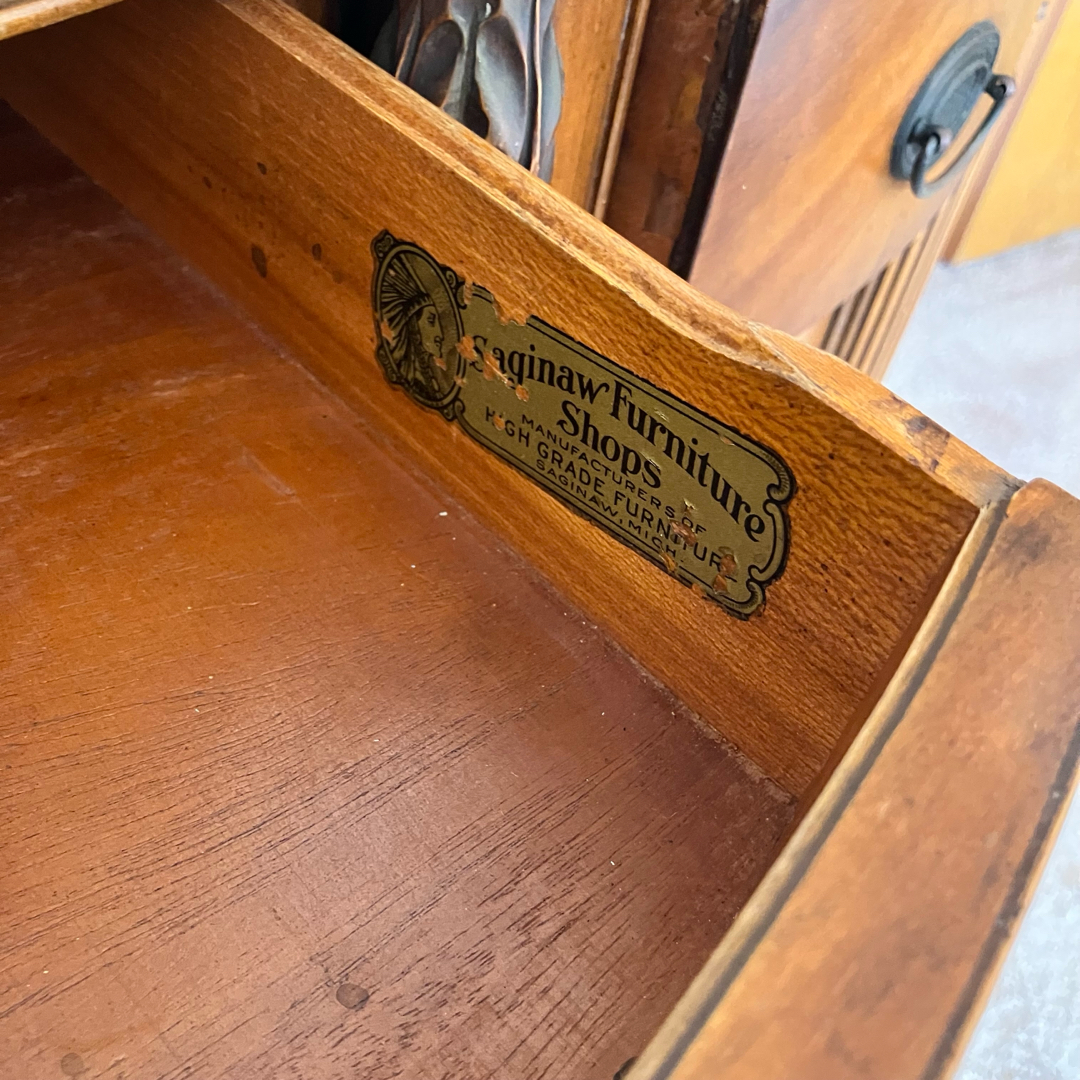 Saginaw Furniture
Shops
MANUFACTURERS OF
HIGH GRADE FURNITURE
SAGINAW, MICH.